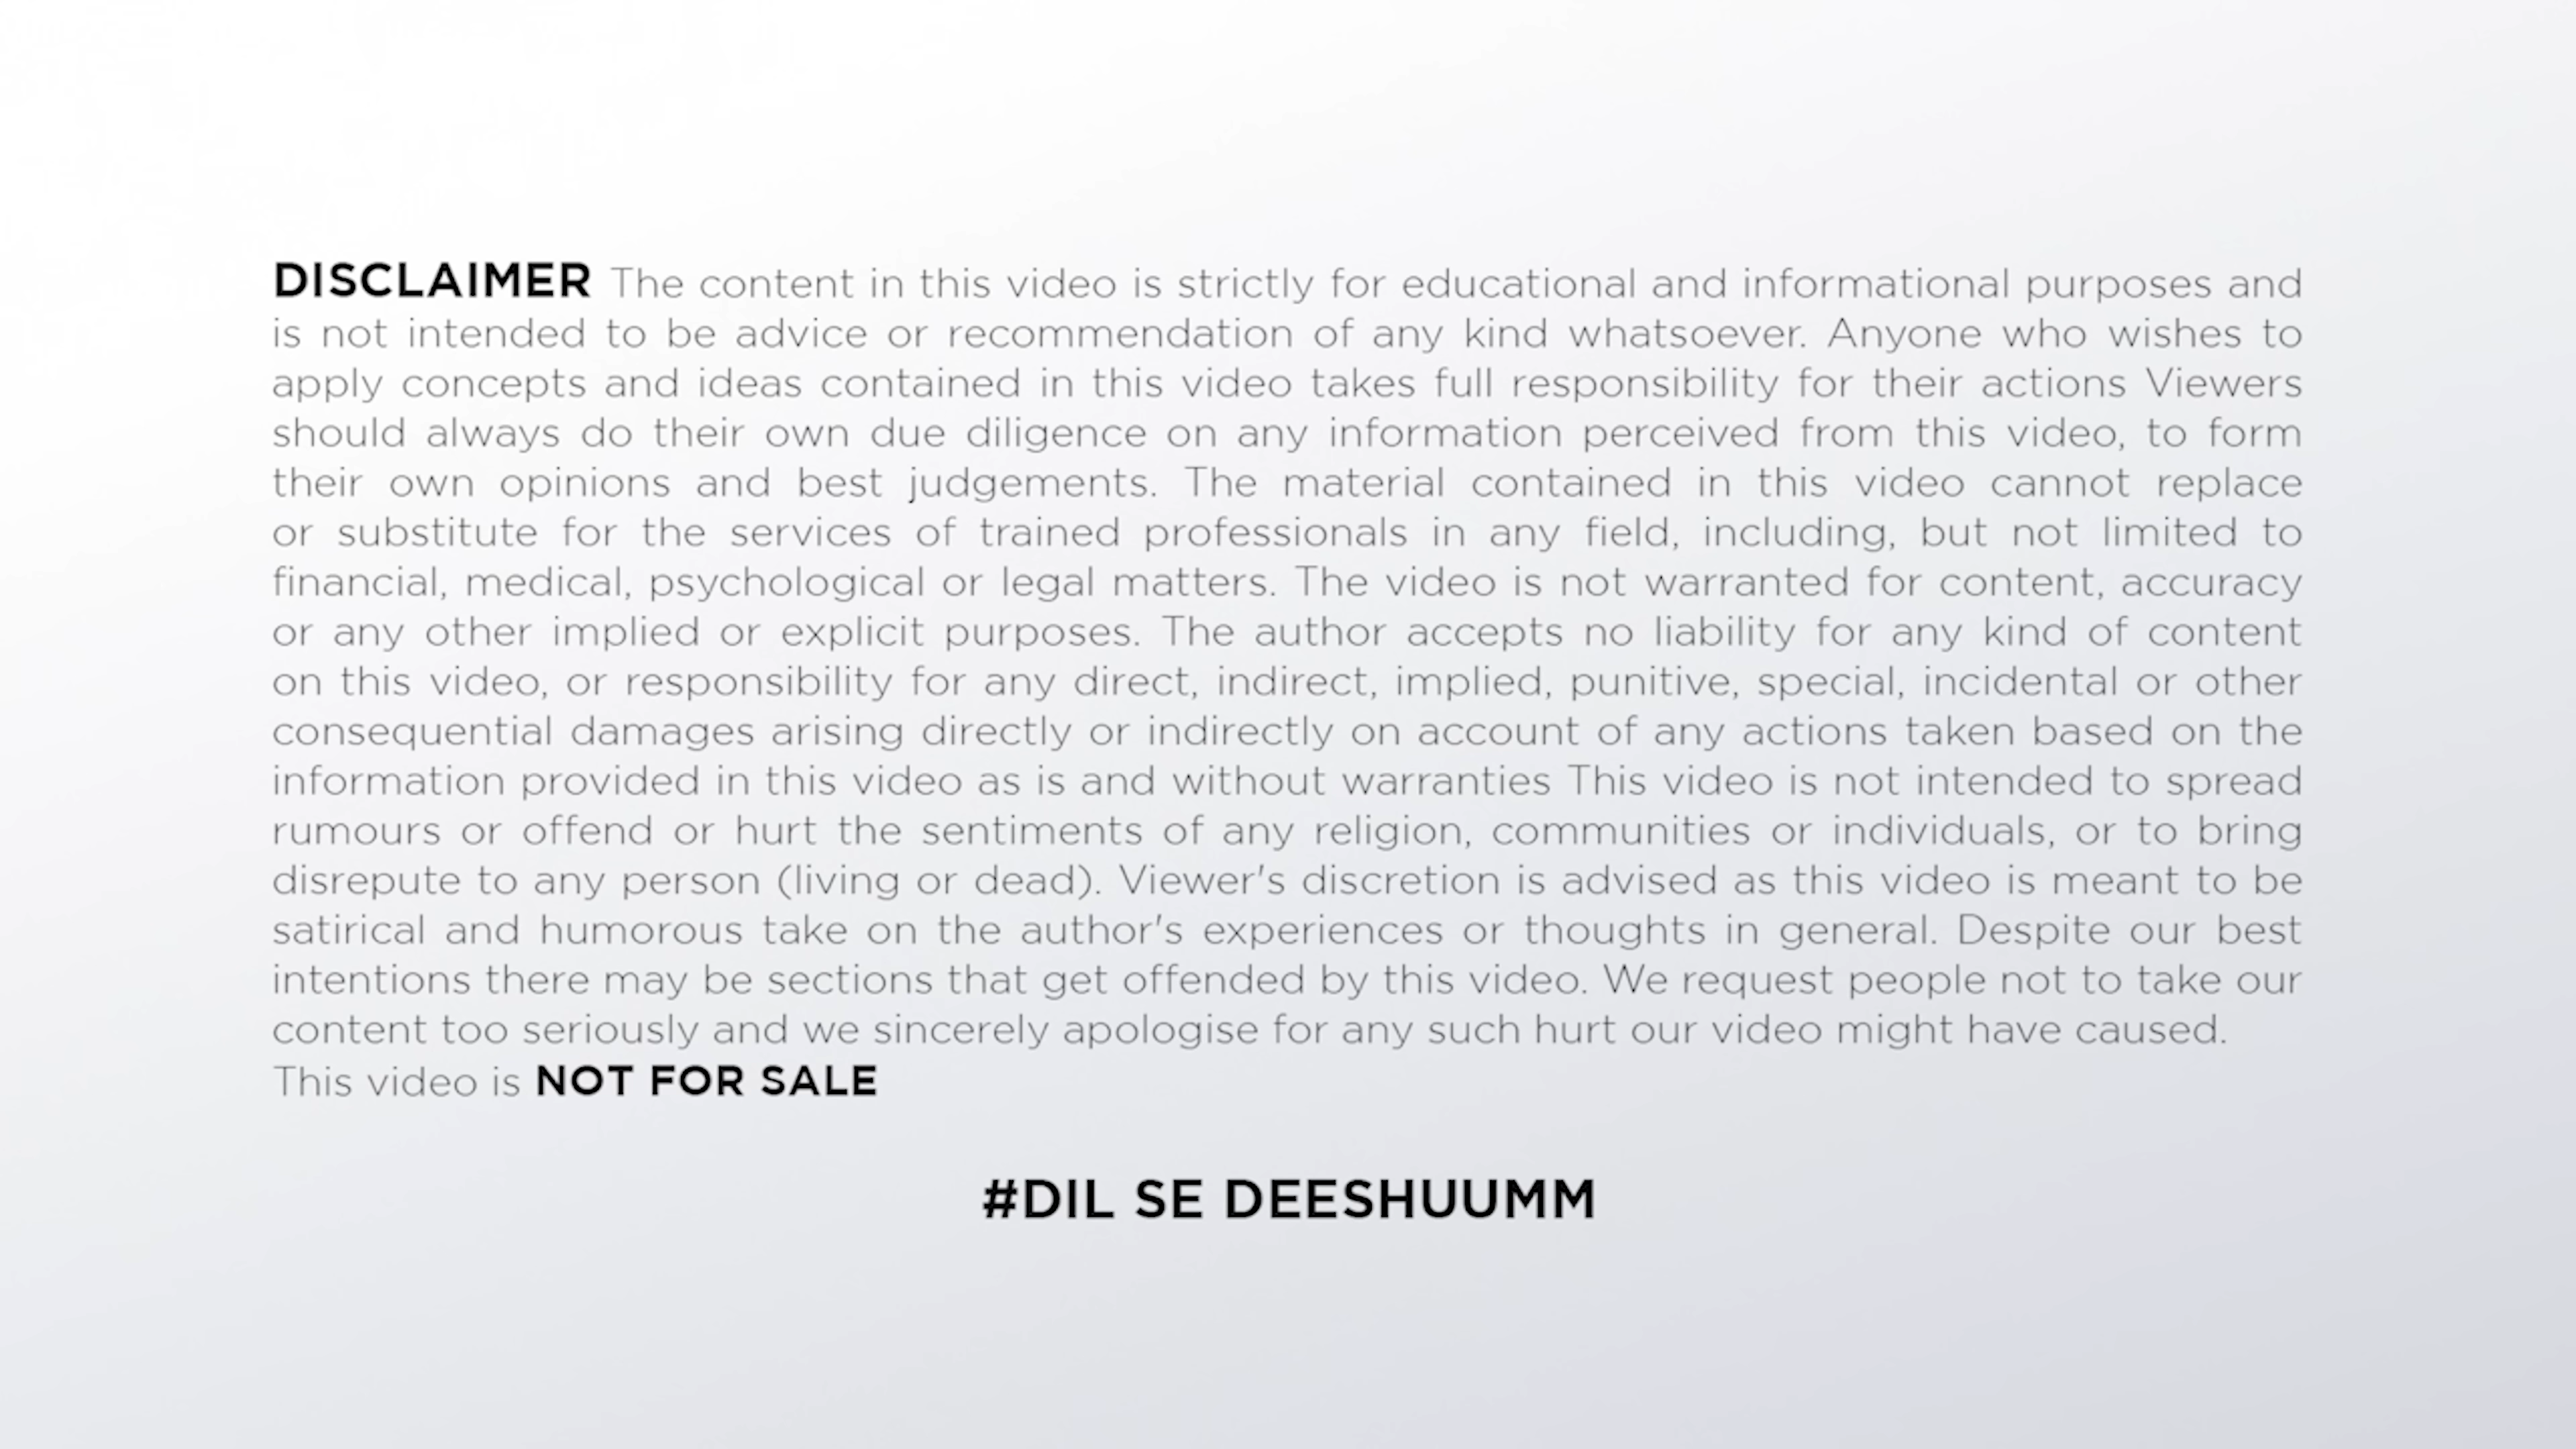 DISCLAIMER The content in this video is strictly for educational and informational purposes and
is not intended to be advice or recommendation of any kind whatsoever. Anyone who wishes to
apply concepts and ideas contained in this video takes full responsibility for their actions Viewers
should always do their own due diligence on any information perceived from this video, to form
their own opinions and best judgements. The material contained in this video cannot replace
or substitute for the services of trained professionals in any field, including, but not limited to
financial, medical, psychological or legal matters. The video is not warranted for content, accuracy
or any other implied or explicit purposes. The author accepts no liability for any kind of content
on this video, or responsibility for any direct, indirect, implied, punitive, special, incidental or other
consequential damages arising directly or indirectly on account of any actions taken based on the
information provided in this video as is and without warranties This video is not intended to spread
rumours or offend or hurt the sentiments of any religion, communities or individuals, or to bring
disrepute to any person (living or dead). Viewer's discretion is advised as this video is meant to be
satirical and humorous take on the author's experiences or thoughts in general. Despite our best
intentions there may be sections that get offended by this video. We request people not to take our
content too seriously and we sincerely apologise for any such hurt our video might have caused.
This video is NOT FOR SALE
#DIL SE DEESHUUMM